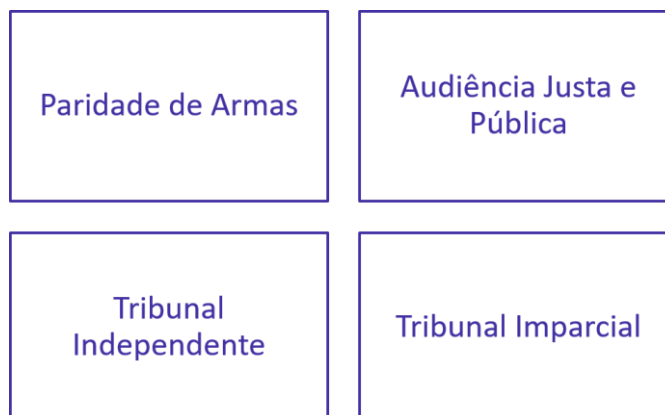 Paridade de Armas
Audiência Justa e
Pública
Tribunal
Independente
Tribunal Imparcial